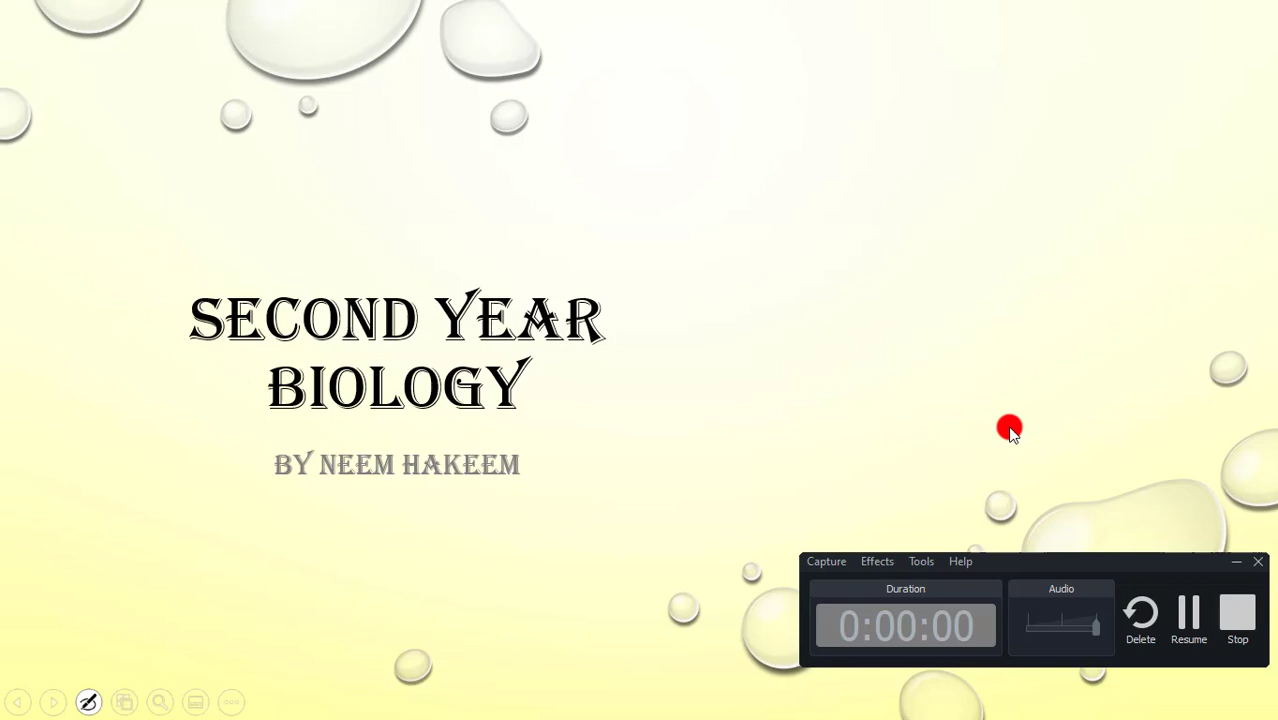 SECOND YEAR
BIOLOGY
BY NEEM HAKEEM
Capture Effects Tools Help
Duration Audio
0:00:00
Delete Resume Stop